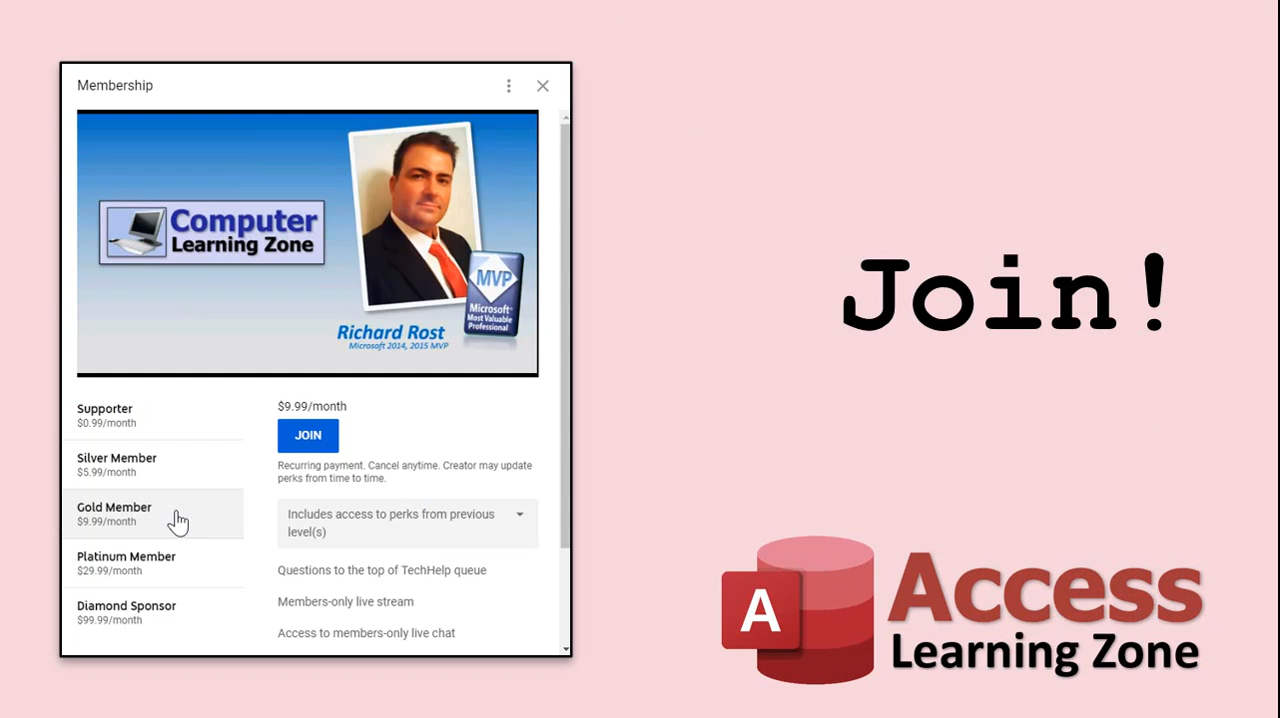 Membership
Computer
Learning Zone
MVP
Microsoft®
Most Valuable
Professional
Richard Rost
Microsoft 2014, 2015 MVP
Supporter
$0.99/month
Silver Member
$5.99/month
Gold Member
$9.99/month
Platinum Member
$29.99/month
Diamond Sponsor
$99.99/month
$9.99/month
JOIN
Recurring payment. Cancel anytime. Creator may update
perks from time to time.
Includes access to perks from previous
level(s)
Questions to the top of TechHelp queue
Members-only live stream
Access to members-only live chat
Join!
A
Access
Learning Zone